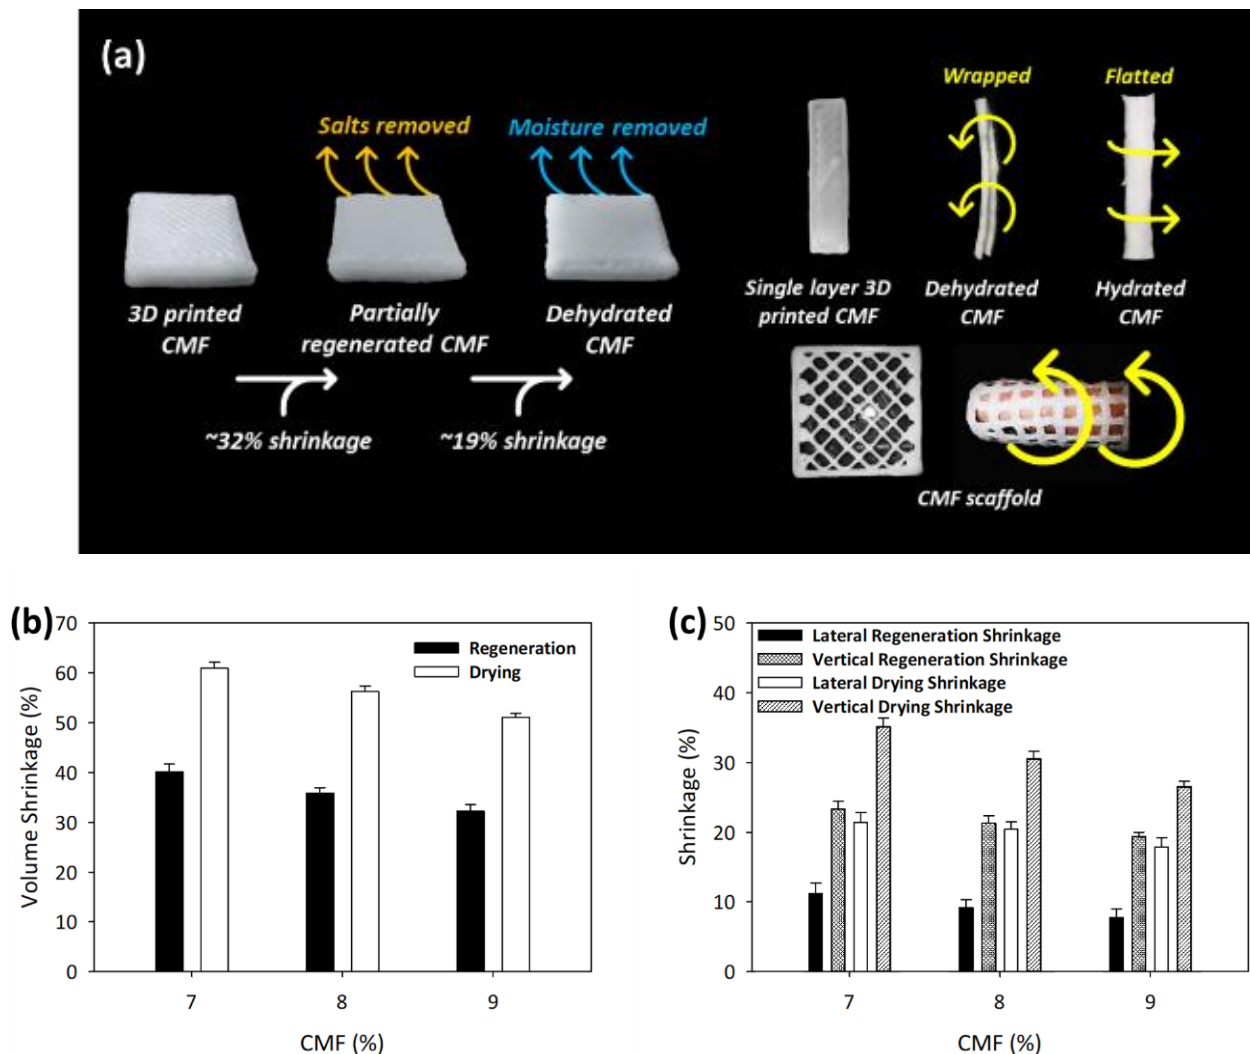 (a)
Salts removed
Moisture removed
Wrapped
Flatted
3D printed
CMF
Partially
regenerated CMF
Dehydrated
CMF
~32% shrinkage
~19% shrinkage
Single layer 3D
printed CMF
Dehydrated
CMF
Hydrated
CMF
CMF scaffold
(b)
Volume Shrinkage (%)
70
60
50
40
30
20
10
0
Regeneration
Drying
7 8 9
CMF (%)
(c)
Shrinkage (%)
50
40
30
20
10
0
Lateral Regeneration Shrinkage
Vertical Regeneration Shrinkage
Lateral Drying Shrinkage
Vertical Drying Shrinkage
7 8 9
CMF (%)